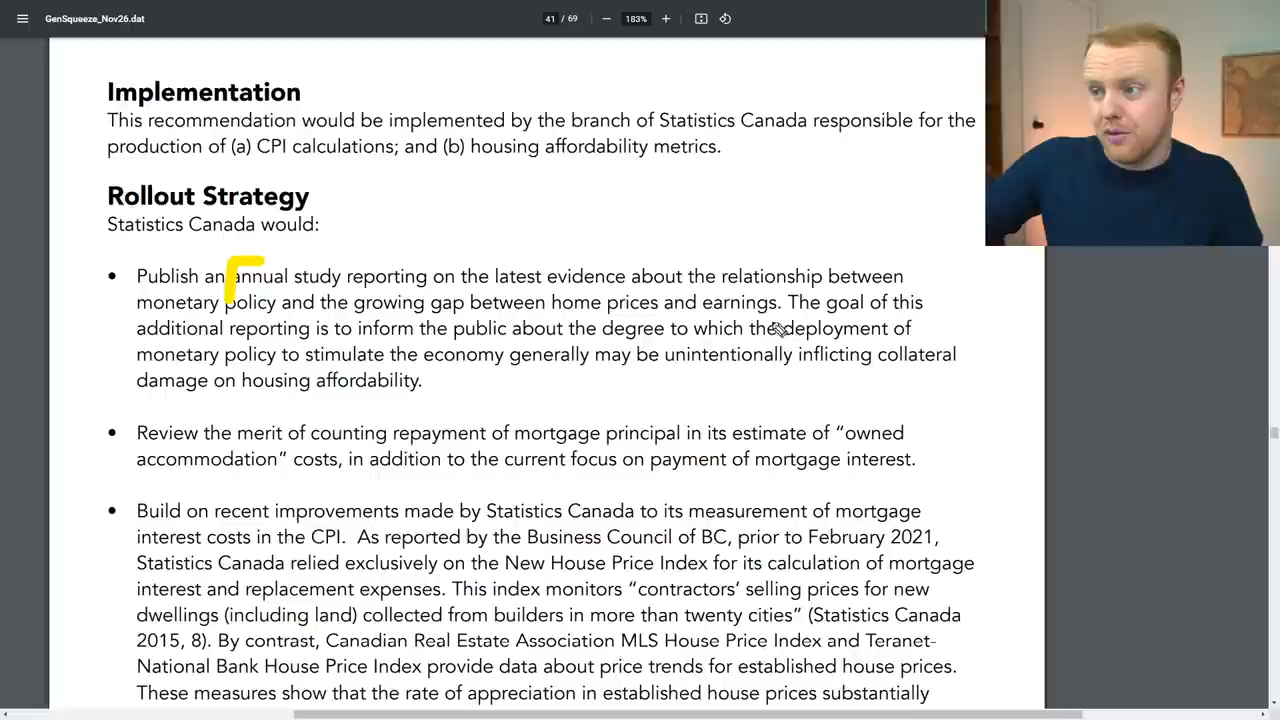 GenSqueeze_Nov26.dat
41 / 69
183%
Implementation
This recommendation would be implemented by the branch of Statistics Canada responsible for the
production of (a) CPI calculations; and (b) housing affordability metrics.
Rollout Strategy
Statistics Canada would:
• Publish an annual study reporting on the latest evidence about the relationship between
monetary policy and the growing gap between home prices and earnings. The goal of this
additional reporting is to inform the public about the degree to which the deployment of
monetary policy to stimulate the economy generally may be unintentionally inflicting collateral
damage on housing affordability.
• Review the merit of counting repayment of mortgage principal in its estimate of “owned
accommodation” costs, in addition to the current focus on payment of mortgage interest.
• Build on recent improvements made by Statistics Canada to its measurement of mortgage
interest costs in the CPI. As reported by the Business Council of BC, prior to February 2021,
Statistics Canada relied exclusively on the New House Price Index for its calculation of mortgage
interest and replacement expenses. This index monitors “contractors’ selling prices for new
dwellings (including land) collected from builders in more than twenty cities” (Statistics Canada
2015, 8). By contrast, Canadian Real Estate Association MLS House Price Index and Teranet-
National Bank House Price Index provide data about price trends for established house prices.
These measures show that the rate of appreciation in established house prices substantially